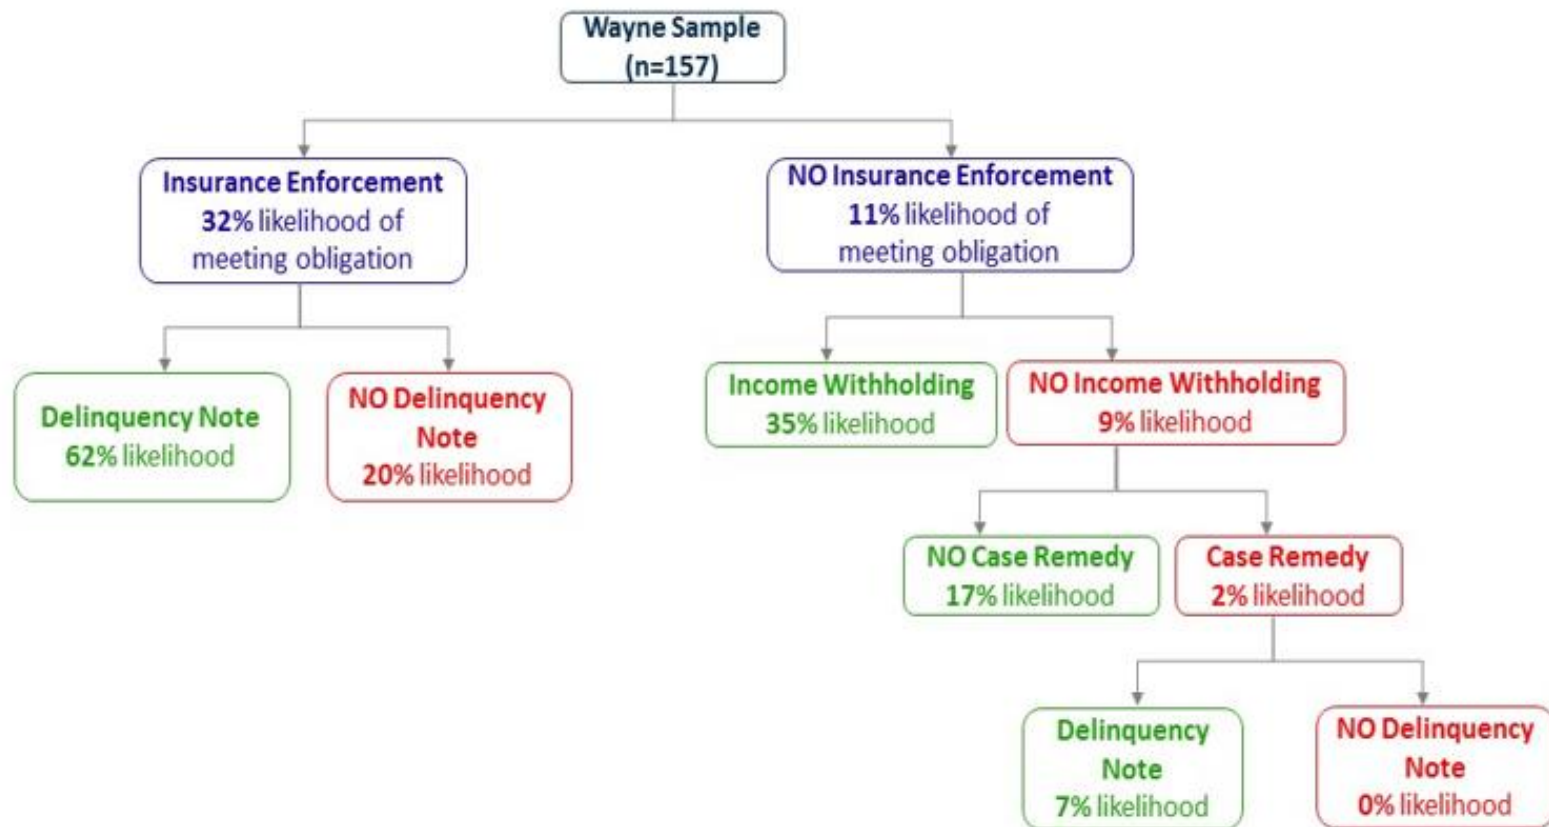 Wayne Sample
(n=157)
Insurance Enforcement
32% likelihood of
meeting obligation
NO Insurance Enforcement
11% likelihood of
meeting obligation
Delinquency Note
62% likelihood
NO Delinquency
Note
20% likelihood
Income Withholding
35% likelihood
NO Income Withholding
9% likelihood
NO Case Remedy
17% likelihood
Case Remedy
2% likelihood
Delinquency
Note
7% likelihood
NO Delinquency
Note
0% likelihood